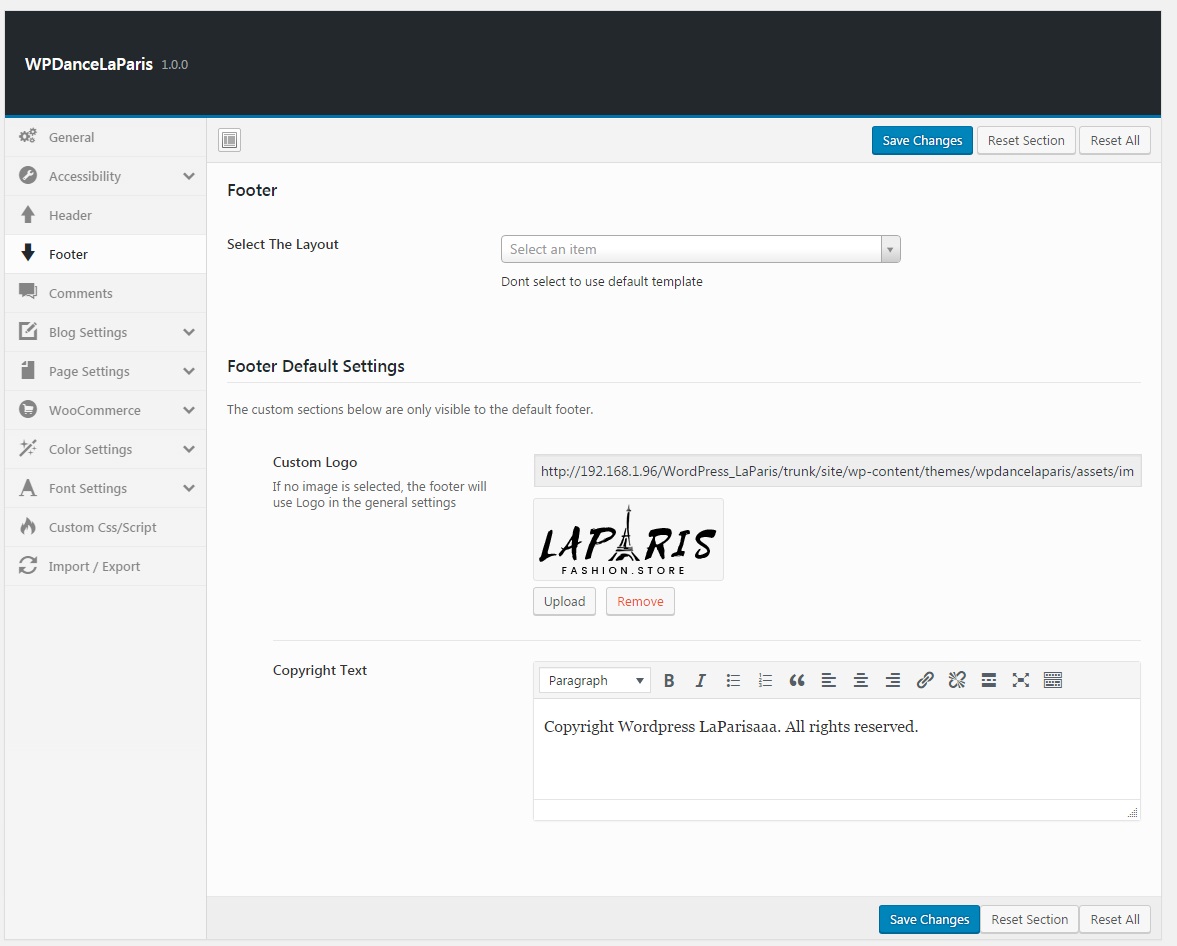 WPDanceLaParis 1.0.0
General
Accessibility
Header
Footer
Comments
Blog Settings
Page Settings
WooCommerce
Color Settings
Font Settings
Custom Css/Script
Import / Export
Save Changes Reset Section Reset All
Footer
Select The Layout
Select an item
Dont select to use default template
Footer Default Settings
The custom sections below are only visible to the default footer.
Custom Logo
If no image is selected, the footer will
use Logo in the general settings
http://192.168.1.96/WordPress_LaParis/trunk/site/wp-content/themes/wpdancelaparis/assets/im
LAPARIS
FASHION.STORE
Upload Remove
Copyright Text
Paragraph
Copyright Wordpress LaParisaaa. All rights reserved.
Save Changes Reset Section Reset All